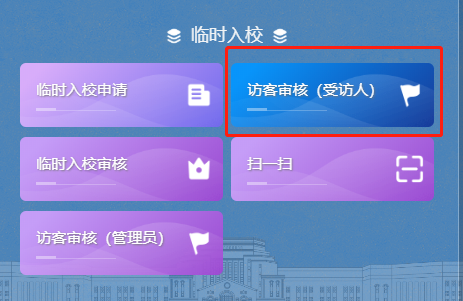 临时入校
临时入校申请
访客审核（受访人）
临时入校审核
扫一扫
访客审核（管理员）